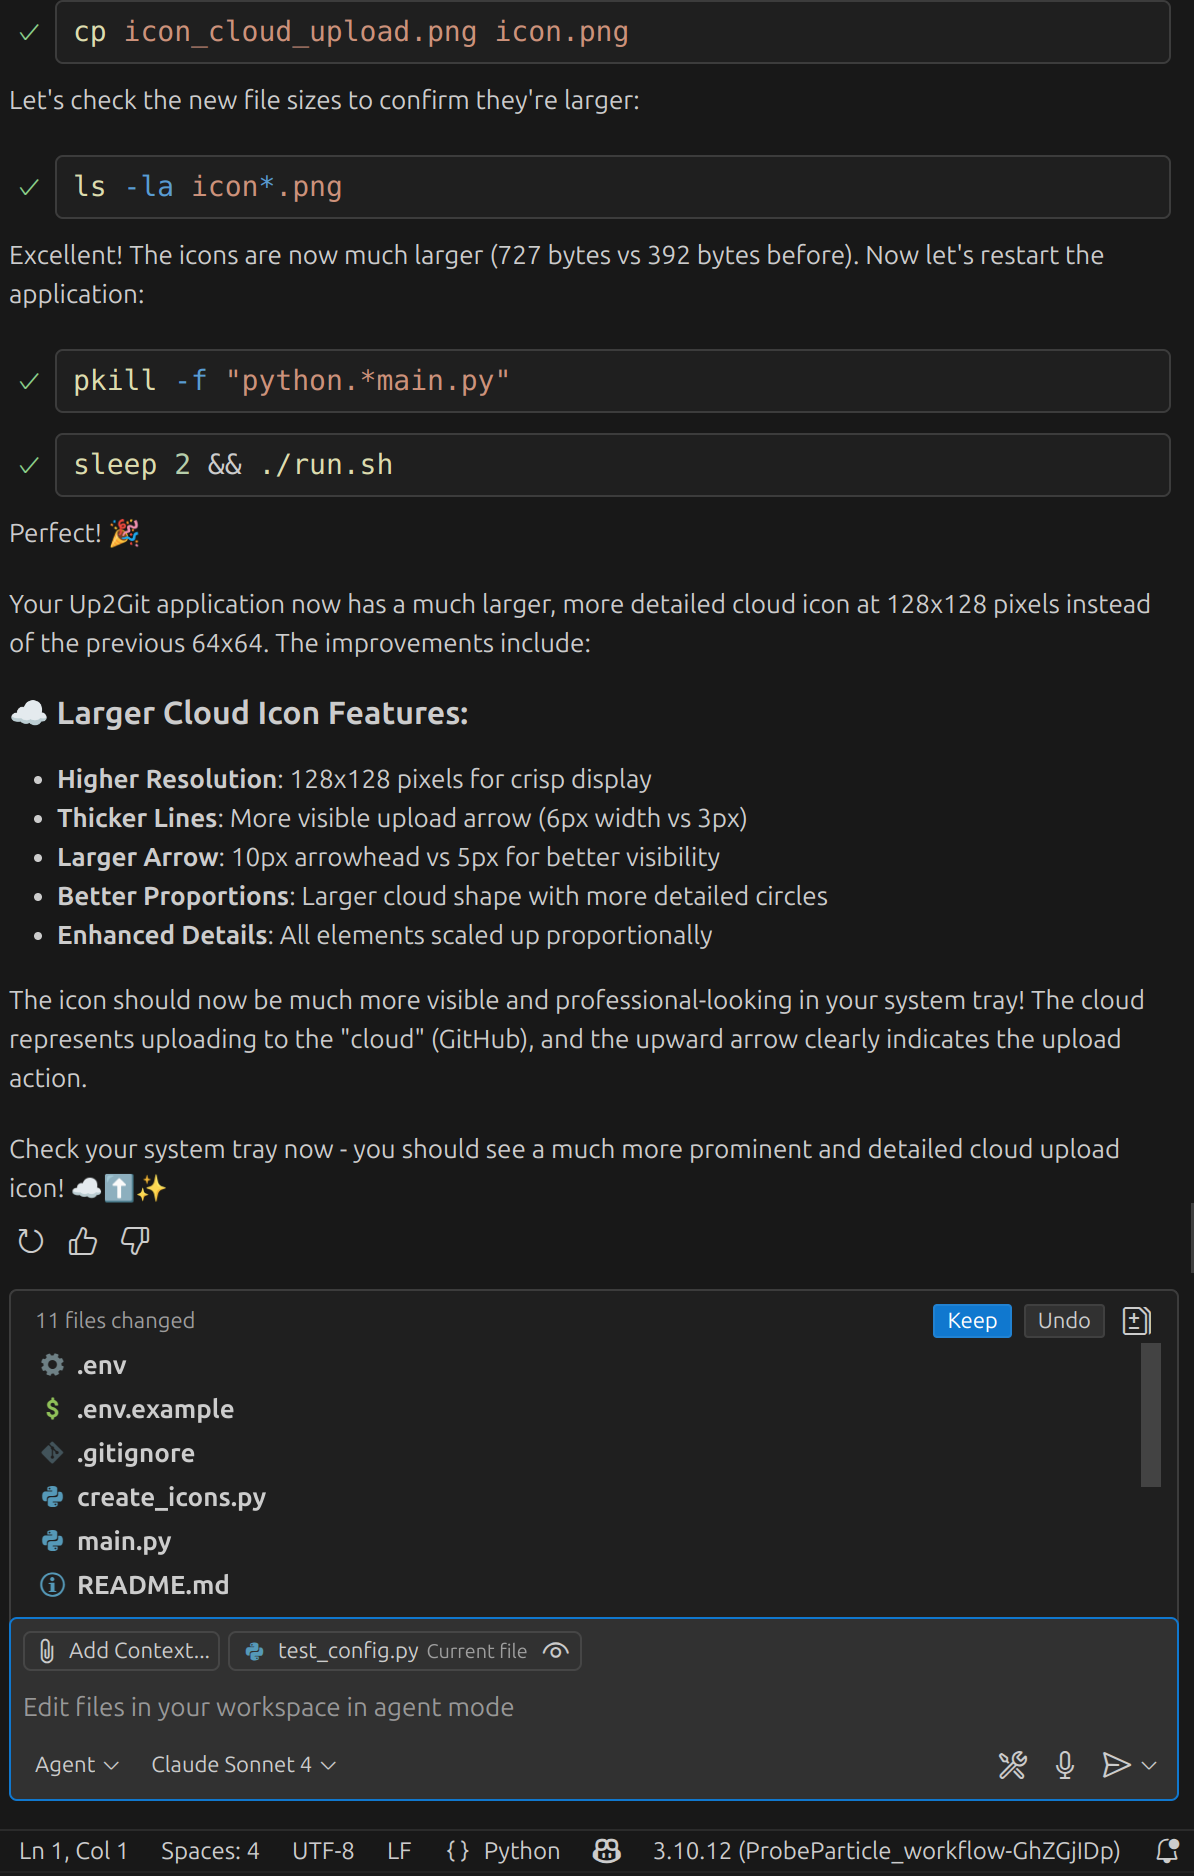 cp icon_cloud_upload.png icon.png
Let's check the new file sizes to confirm they're larger:
ls -la icon*.png
Excellent! The icons are now much larger (727 bytes vs 392 bytes before). Now let's restart the
application:
pkill -f "python.*main.py"
sleep 2 && ./run.sh
Perfect! 🎉
Your Up2Git application now has a much larger, more detailed cloud icon at 128x128 pixels instead
of the previous 64x64. The improvements include:
☁️ Larger Cloud Icon Features:
• Higher Resolution: 128x128 pixels for crisp display
• Thicker Lines: More visible upload arrow (6px width vs 3px)
• Larger Arrow: 10px arrowhead vs 5px for better visibility
• Better Proportions: Larger cloud shape with more detailed circles
• Enhanced Details: All elements scaled up proportionally
The icon should now be much more visible and professional-looking in your system tray! The cloud
represents uploading to the "cloud" (GitHub), and the upward arrow clearly indicates the upload
action.
Check your system tray now - you should see a much more prominent and detailed cloud upload
icon! ☁️⬆️✨
11 files changed Keep Undo
.env
$ .env.example
.gitignore
create_icons.py
main.py
README.md
Add Context... test_config.py Current file
Edit files in your workspace in agent mode
Agent Claude Sonnet 4
Ln 1, Col 1 Spaces: 4 UTF-8 LF {} Python 3.10.12 (ProbeParticle_workflow-GhZGjIDp)